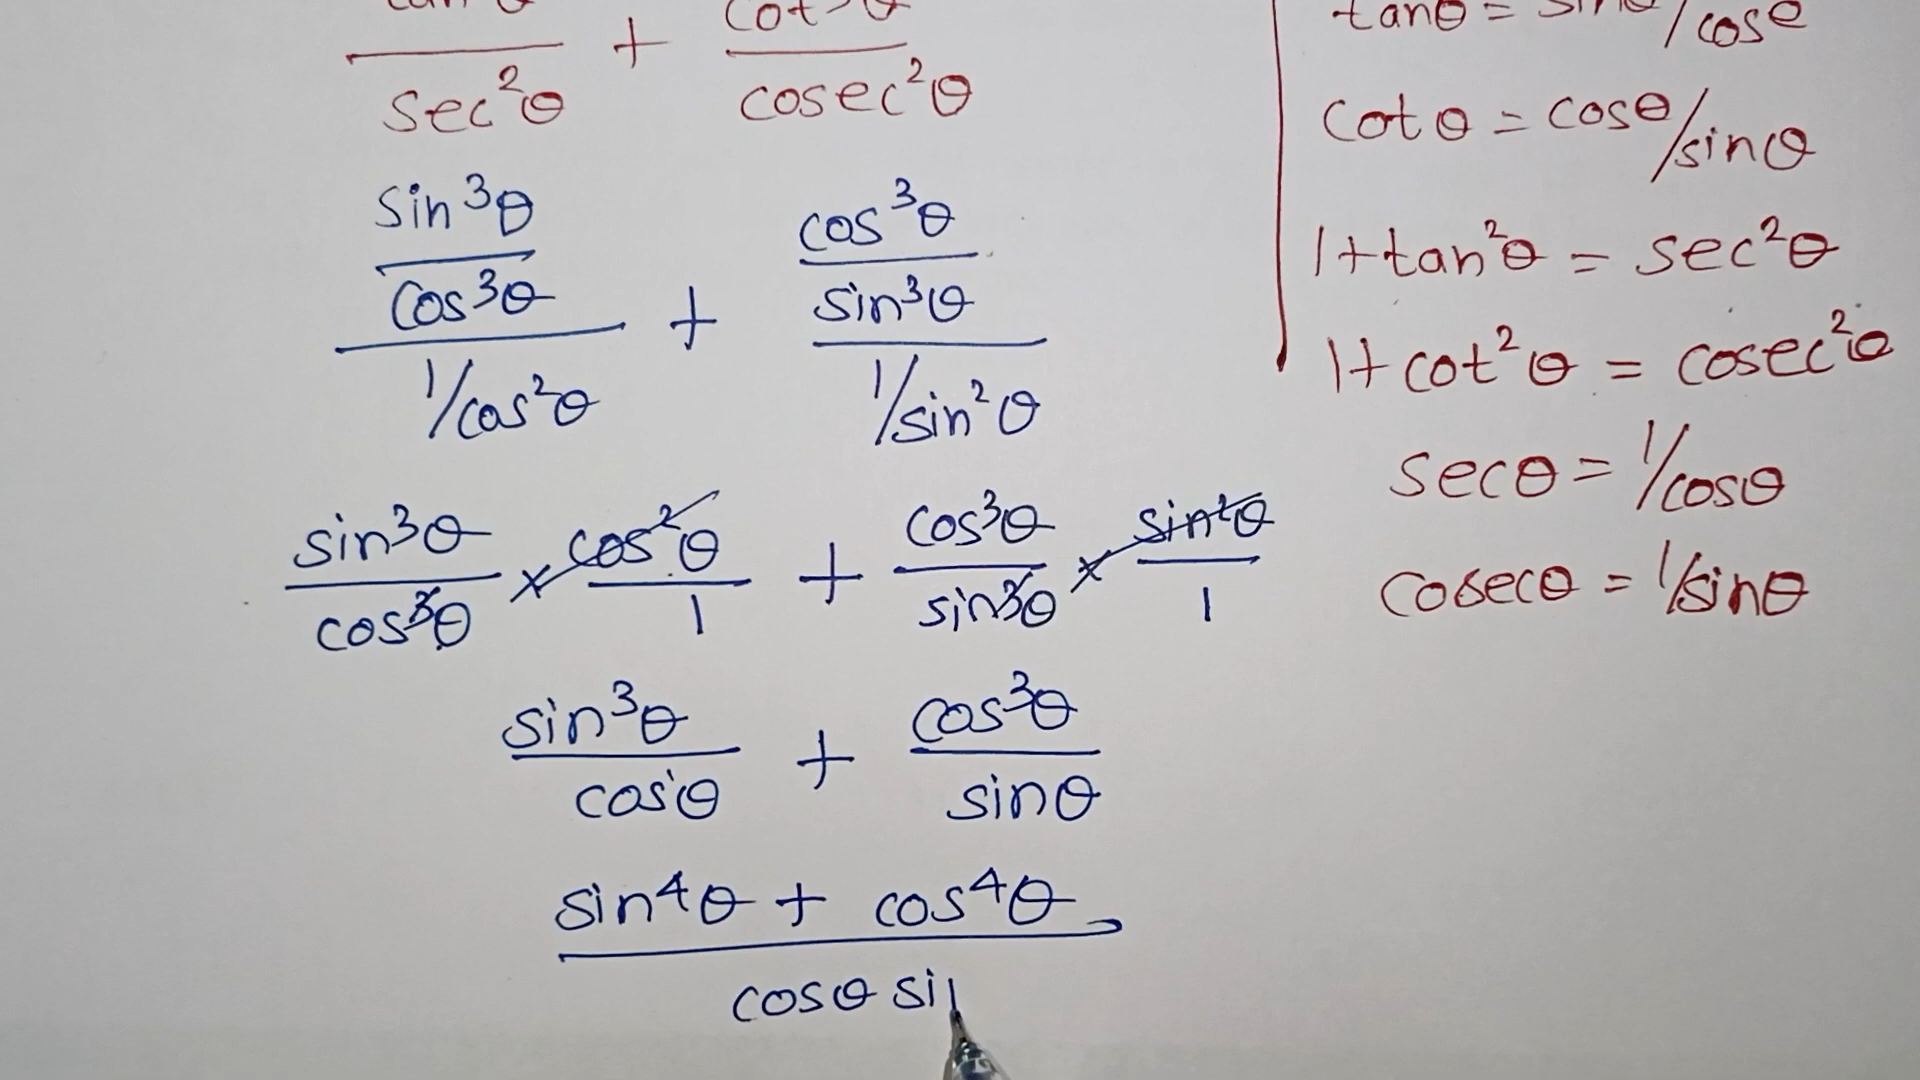 sec²θ + cosec²θ
sin³θ cos³θ
cos³θ + sin³θ
1/cos²θ 1/sin²θ
sin³θ × cos²θ + cos³θ × sin²θ
cos³θ 1 sin³θ 1
sin³θ + cos³θ
cosθ sinθ
sin⁴θ + cos⁴θ
cosθ si
tanθ = /cosθ
cotθ = cosθ/sinθ
1+tan²θ = sec²θ
1+cot²θ = cosec²θ
secθ = 1/cosθ
cosecθ = 1/sinθ